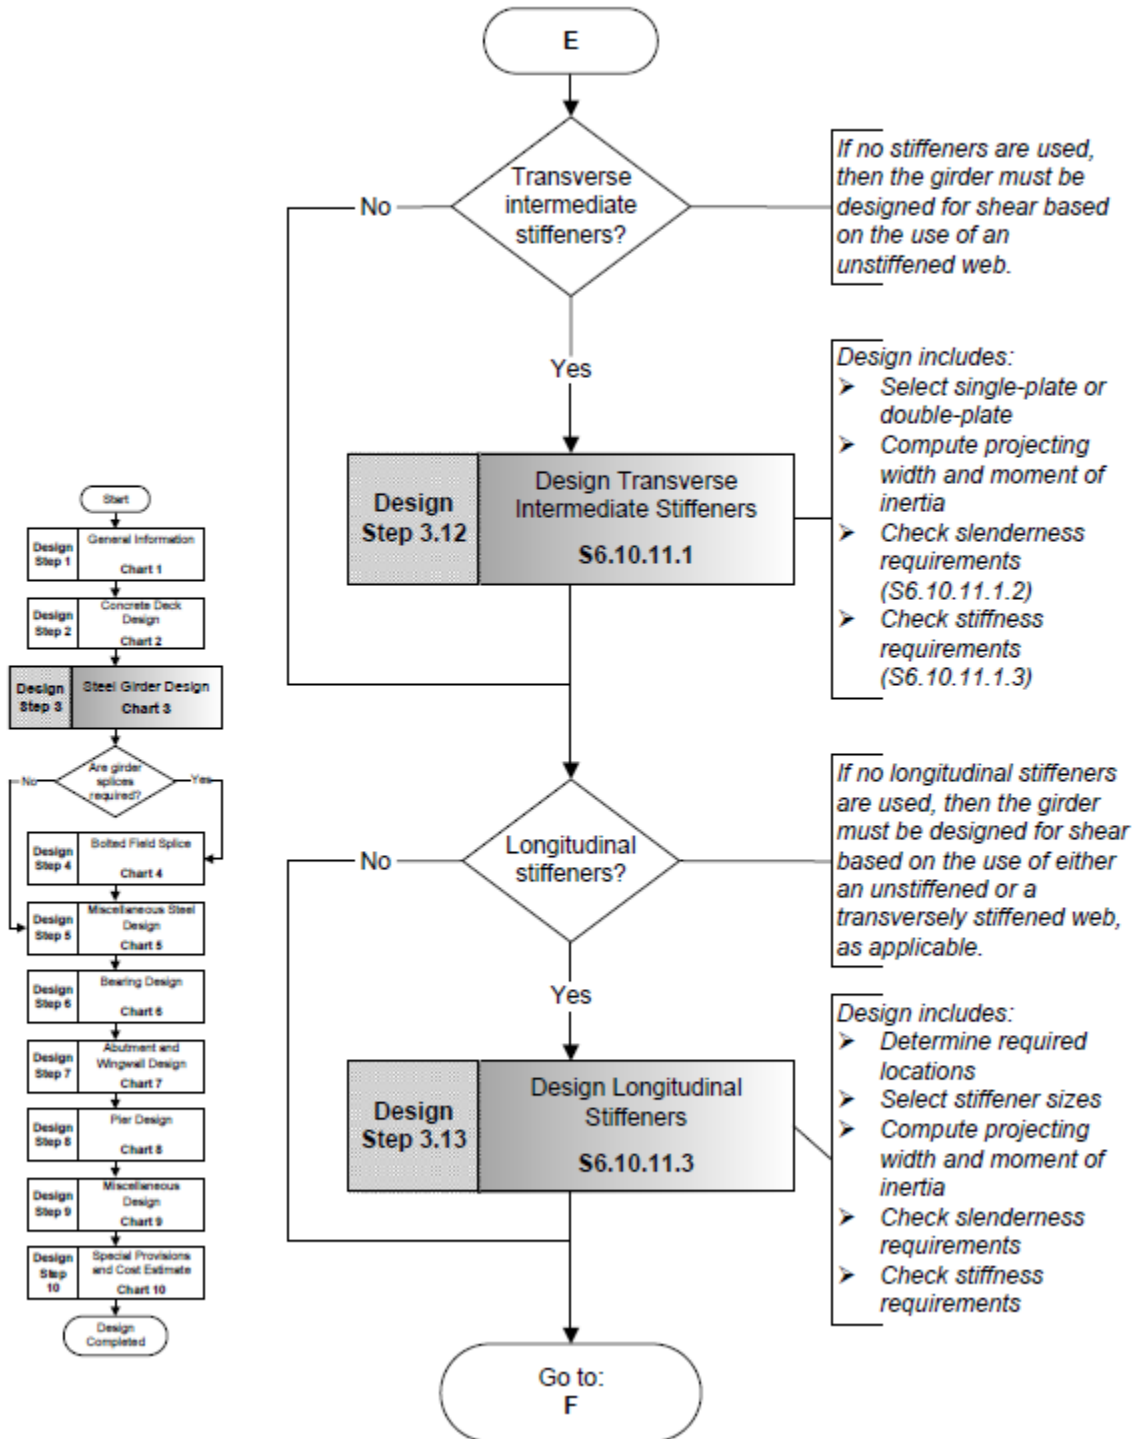 E
Transverse
intermediate
stiffeners?
No
If no stiffeners are used,
then the girder must be
designed for shear based
on the use of an
unstiffened web.
Yes
Design
Step 3.12
Design Transverse
Intermediate Stiffeners
S6.10.11.1
Design includes:
➢ Select single-plate or
double-plate
➢ Compute projecting
width and moment of
inertia
➢ Check slenderness
requirements
(S6.10.11.1.2)
➢ Check stiffness
requirements
(S6.10.11.1.3)
Longitudinal
stiffeners?
No
If no longitudinal stiffeners
are used, then the girder
must be designed for shear
based on the use of either
an unstiffened or a
transversely stiffened web,
as applicable.
Yes
Design
Step 3.13
Design Longitudinal
Stiffeners
S6.10.11.3
Design includes:
➢ Determine required
locations
➢ Select stiffener sizes
➢ Compute projecting
width and moment of
inertia
➢ Check slenderness
requirements
➢ Check stiffness
requirements
Go to:
F
Start
Design
Step 1
General Information
Chart 1
Design
Step 2
Concrete Deck
Design
Chart 2
Design
Step 3
Steel Girder Design
Chart 3
Are girder
splices
required?
No
Yes
Design
Step 4
Bolted Field Splice
Chart 4
Design
Step 5
Miscellaneous Steel
Design
Chart 5
Design
Step 6
Bearing Design
Chart 6
Design
Step 7
Abutment and
Wingwall Design
Chart 7
Design
Step 8
Pier Design
Chart 8
Design
Step 9
Miscellaneous
Design
Chart 9
Design
Step
10
Special Provisions
and Cost Estimate
Chart 10
Design
Completed